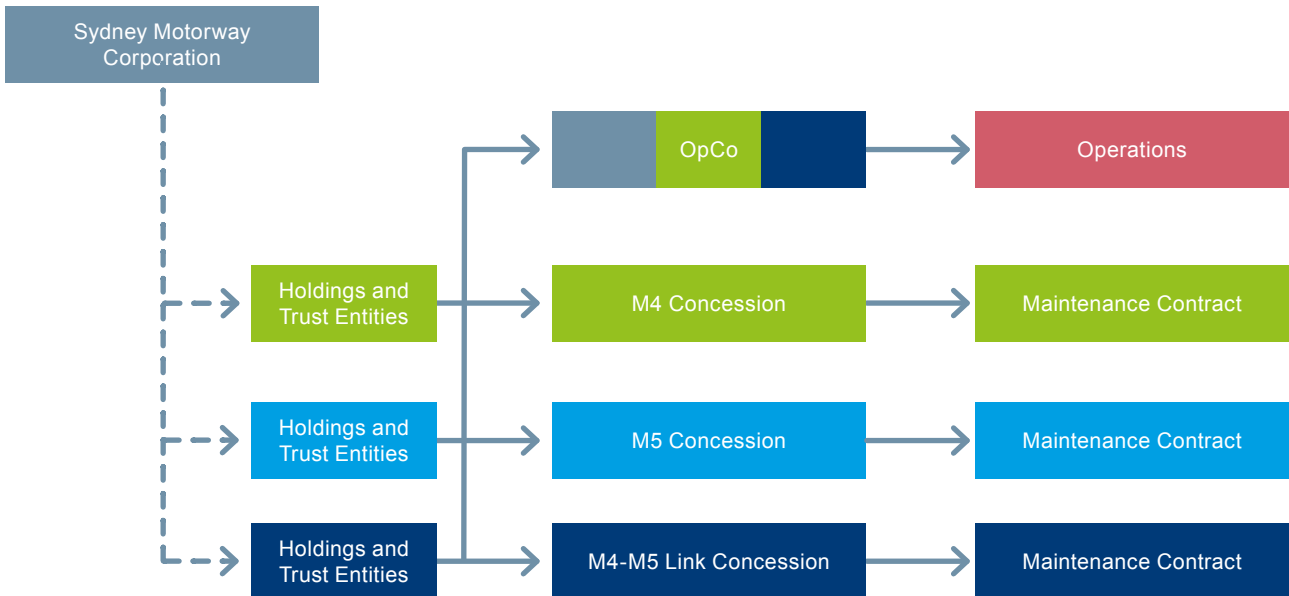 Sydney Motorway
Corporation
OpCo
Operations
Holdings and
Trust Entities
M4 Concession
Maintenance Contract
Holdings and
Trust Entities
M5 Concession
Maintenance Contract
Holdings and
Trust Entities
M4-M5 Link Concession
Maintenance Contract